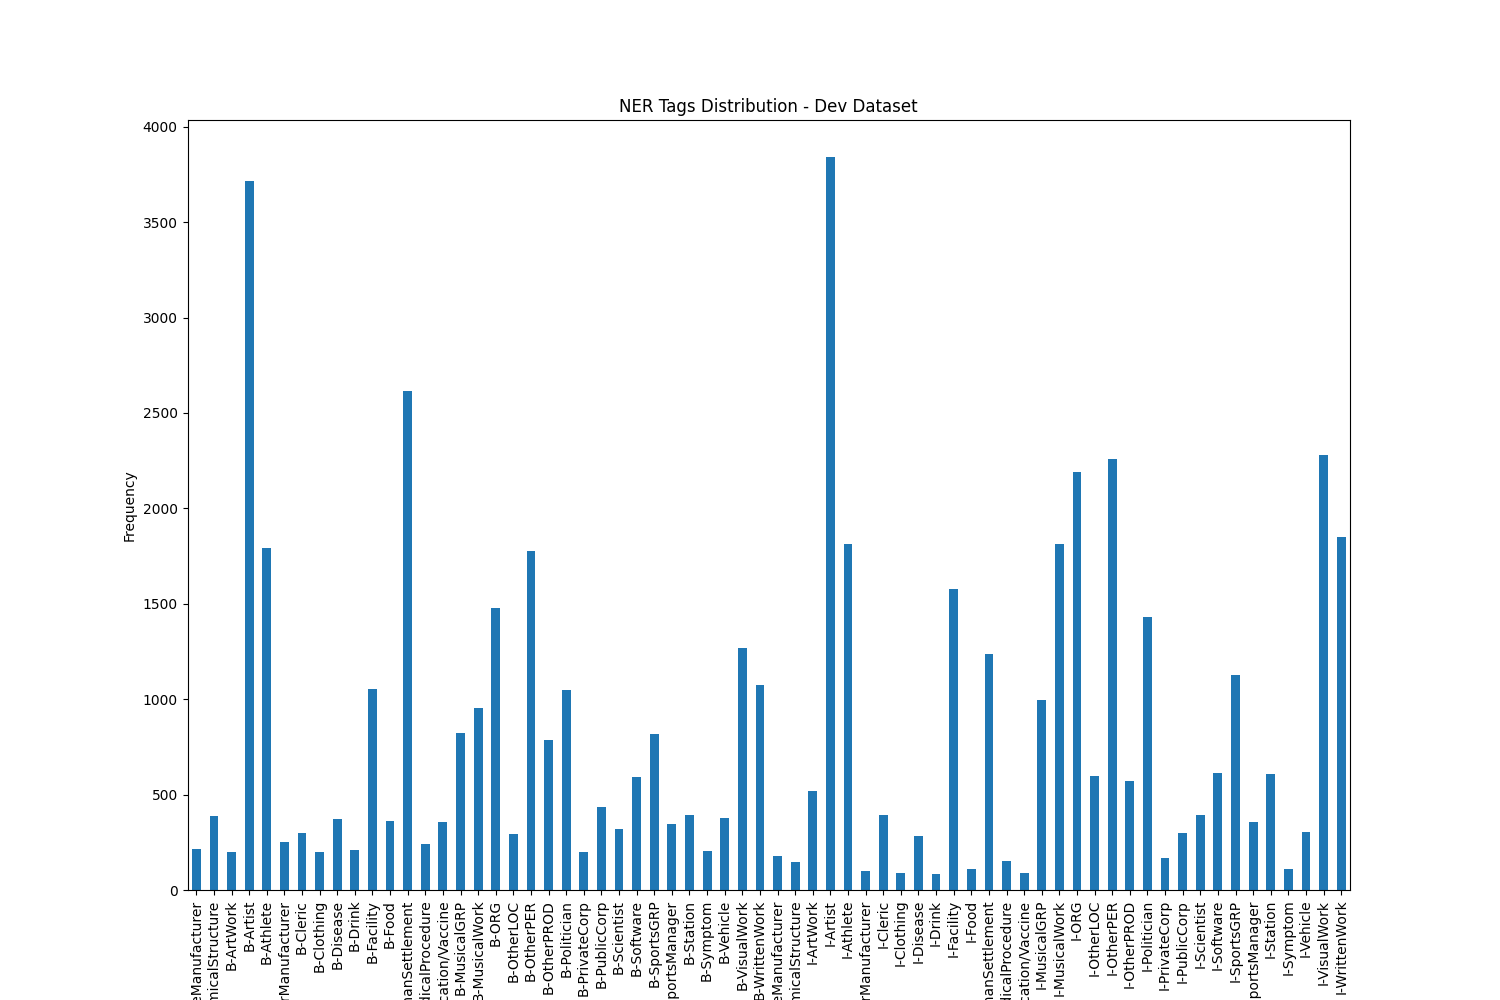 NER Tags Distribution - Dev Dataset
Frequency
4000
3500
3000
2500
2000
1500
1000
500
0
eManufacturer
micalStructure
B-ArtWork
B-Artist
B-Athlete
rManufacturer
B-Cleric
B-Clothing
B-Disease
B-Drink
B-Facility
B-Food
manSettlement
dicalProcedure
cation/Vaccine
B-MusicalGRP
B-MusicalWork
B-ORG
B-OtherLOC
B-OtherPER
B-OtherPROD
B-Politician
B-PrivateCorp
B-PublicCorp
B-Scientist
B-Software
B-SportsGRP
portsManager
B-Station
B-Symptom
B-Vehicle
B-VisualWork
B-WrittenWork
eManufacturer
micalStructure
I-ArtWork
I-Artist
I-Athlete
rManufacturer
I-Cleric
I-Clothing
I-Disease
I-Drink
I-Facility
I-Food
manSettlement
dicalProcedure
cation/Vaccine
I-MusicalGRP
I-MusicalWork
I-ORG
I-OtherLOC
I-OtherPER
I-OtherPROD
I-Politician
I-PrivateCorp
I-PublicCorp
I-Scientist
I-Software
I-SportsGRP
portsManager
I-Station
I-Symptom
I-Vehicle
I-VisualWork
I-WrittenWork